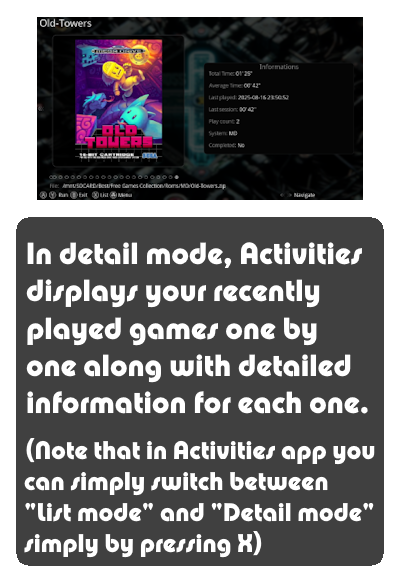 Old-Towers
MEGA DRIVE
OLD
TOWERS
16-BIT CARTRIDGE
SEGA
Informations
Total Time: 01' 25"
Average Time: 00' 42"
Last played: 2025-08-16 23:50:52
Last session: 00' 42"
Play count: 2
System: MD
Completed: No
File: /mnt/SDCARD/Best/Free Games Collection/Roms/MD/Old-Towers.zip
A Y Run B Exit X List Menu
Navigate
In detail mode, Activities
displays your recently
played games one by
one along with detailed
information for each one.
(Note that in Activities app you
can simply switch between
"List mode" and "Detail mode"
simply by pressing X)